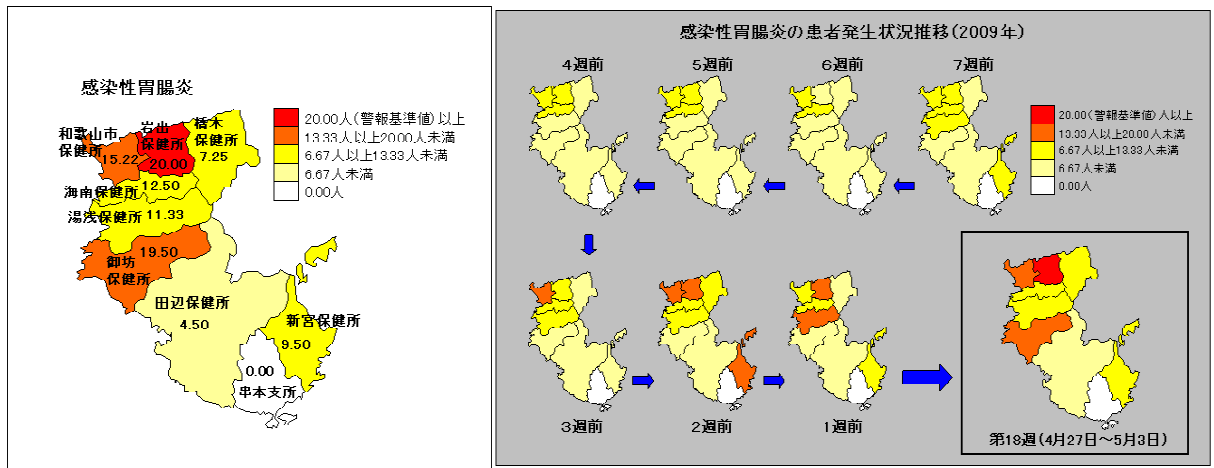 感染性胃腸炎
和歌山市
保健所
15.22
岩出
保健所
20.00
橋本
保健所
7.25
海南保健所
12.50
湯浅保健所
11.33
御坊
保健所
19.50
田辺保健所
4.50
新宮保健所
9.50
0.00
串本支所
20.00人(警報基準値)以上
13.33人以上20.00人未満
6.67人以上13.33人未満
6.67人未満
0.00人
感染性胃腸炎の患者発生状況推移(2009年)
4週前
5週前
6週前
7週前
20.00(警報基準値)人以上
13.33人以上20.00人未満
6.67人以上13.33人未満
6.67人未満
0.00人
3週前
2週前
1週前
第18週(4月27日~5月3日)